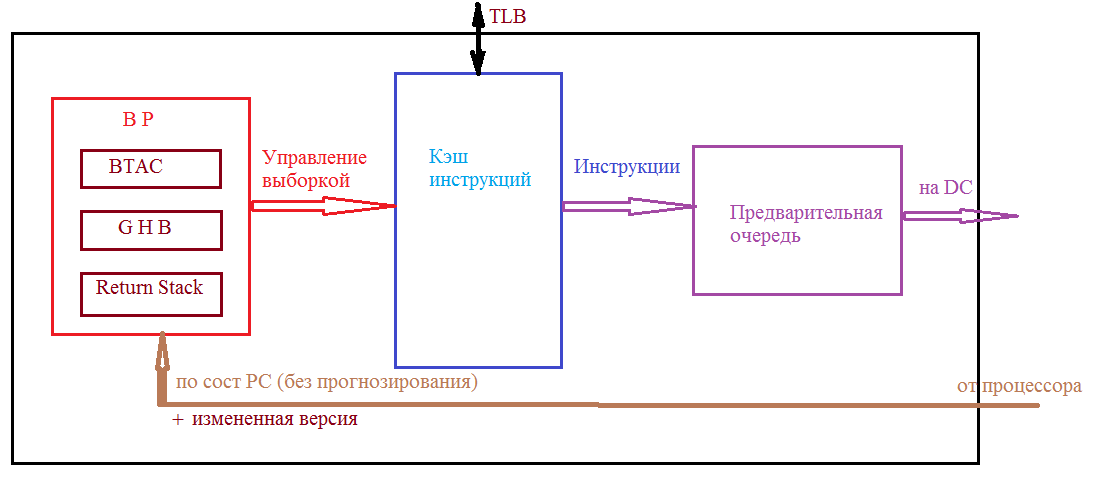 TLB
B P
BTAC
G H B
Return Stack
Управление
выборкой
Кэш
инструкций
Инструкции
Предварительная
очередь
на DC
по сост PC (без прогнозирования)
от процессора
+ измененная версия